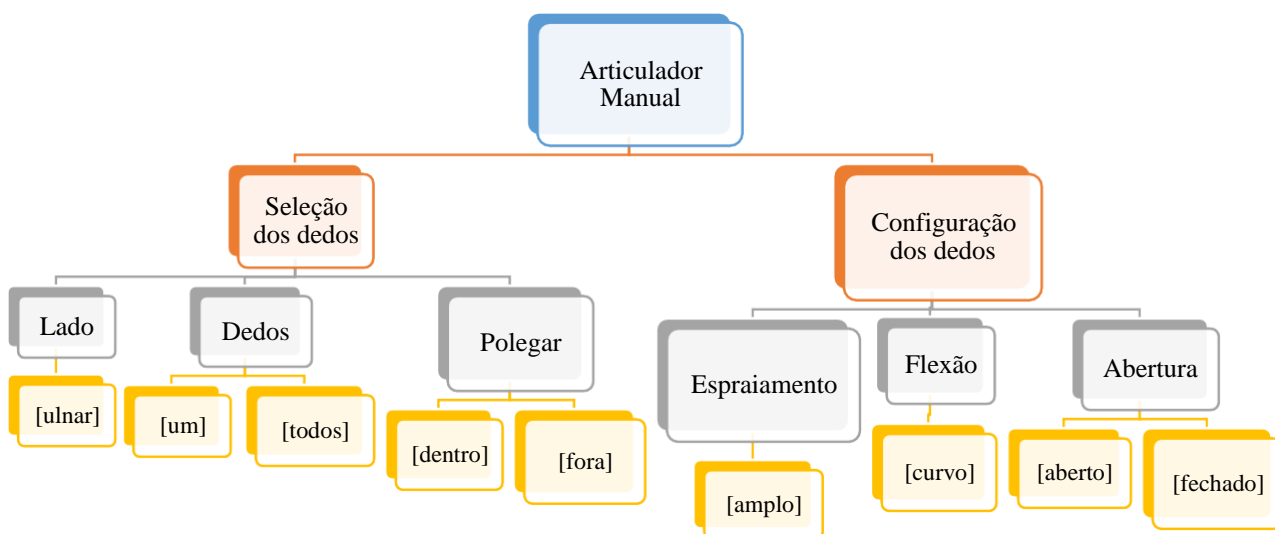 Articulador
Manual
Seleção
dos dedos
Configuração
dos dedos
Lado
Dedos
Polegar
Espraiamento
Flexão
Abertura
[ulnar]
[um]
[todos]
[dentro]
[fora]
[amplo]
[curvo]
[aberto]
[fechado]